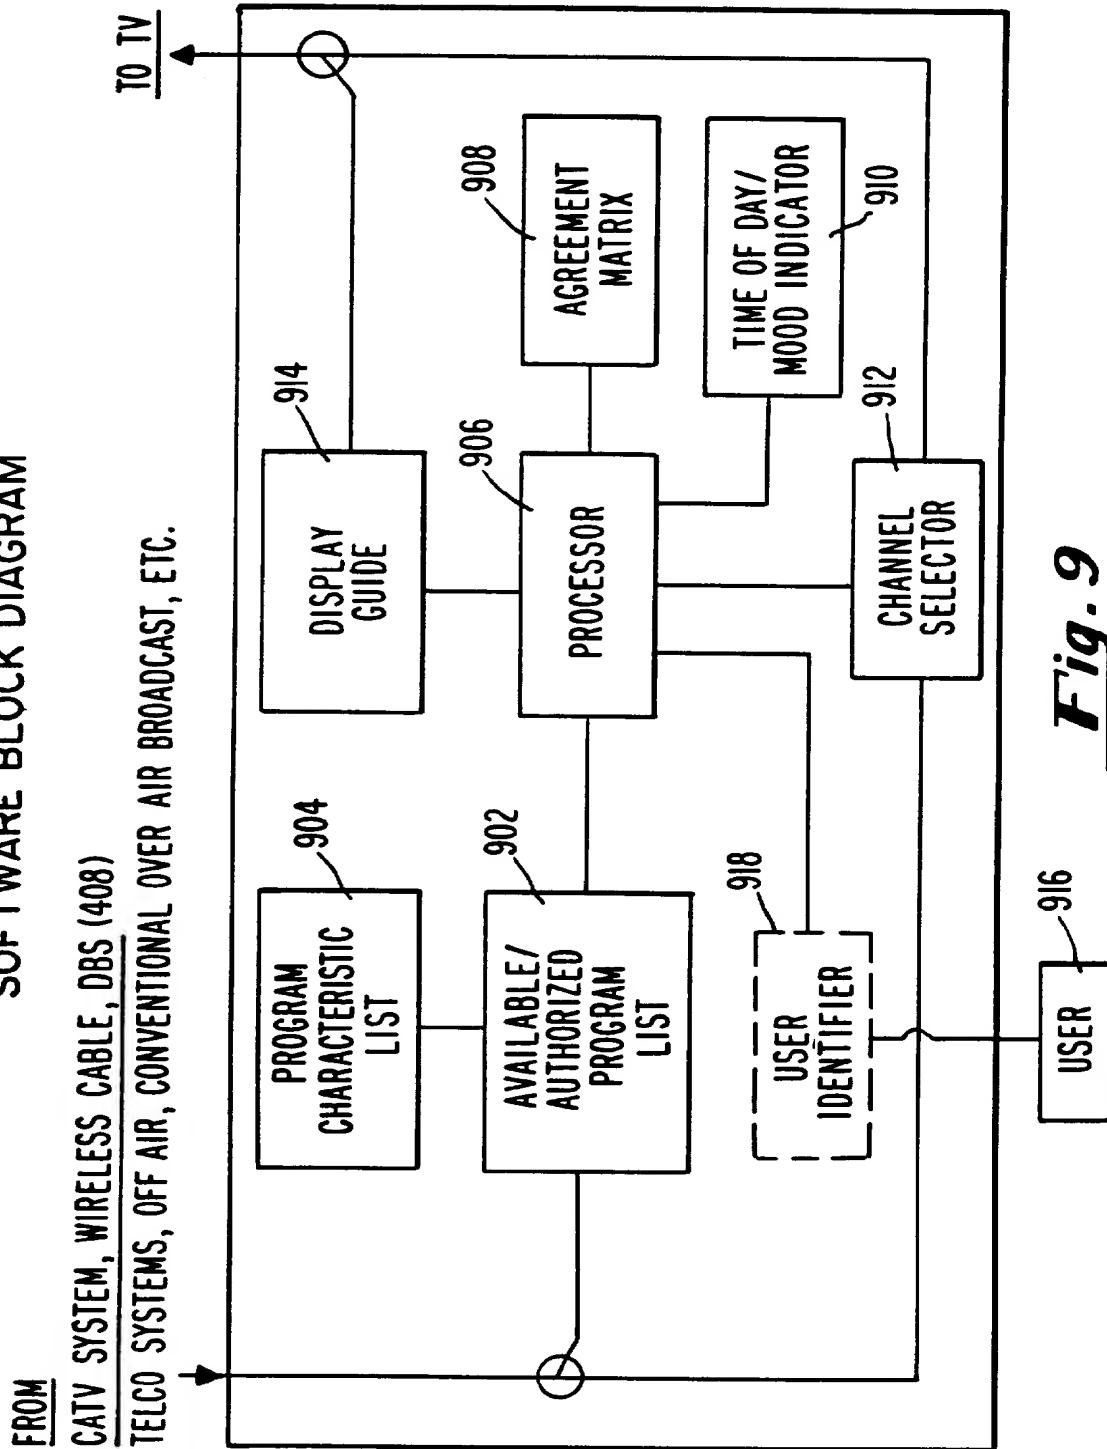 SOFTWARE BLOCK DIAGRAM
FROM
CATV SYSTEM, WIRELESS CABLE, DBS (408)
TELCO SYSTEMS, OFF AIR, CONVENTIONAL OVER AIR BROADCAST, ETC.
TO TV
904
PROGRAM
CHARACTERISTIC
LIST
914
DISPLAY
GUIDE
902
AVAILABLE/
AUTHORIZED
PROGRAM
LIST
906
PROCESSOR
908
AGREEMENT
MATRIX
918
USER
IDENTIFIER
TIME OF DAY/
MOOD INDICATOR
910
912
CHANNEL
SELECTOR
916
USER
Fig. 9